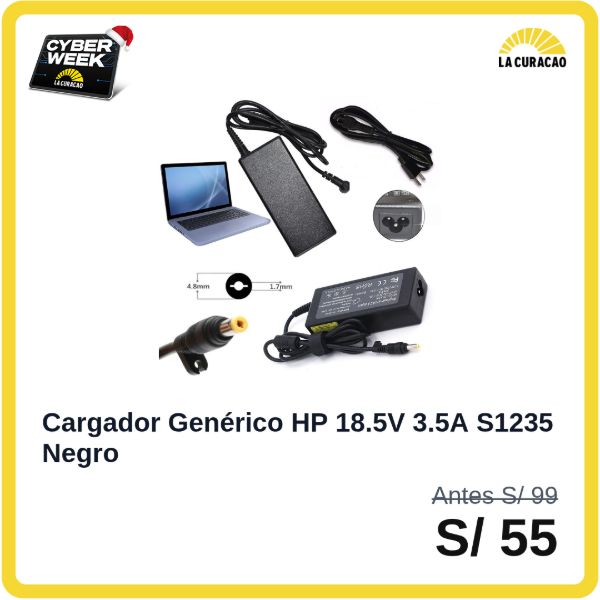 CYBER
WEEK
LA CURACAO
LA CURACAO
4.8mm
1.7mm
Cargador Genérico HP 18.5V 3.5A S1235
Negro
Antes S/ 99
S/ 55